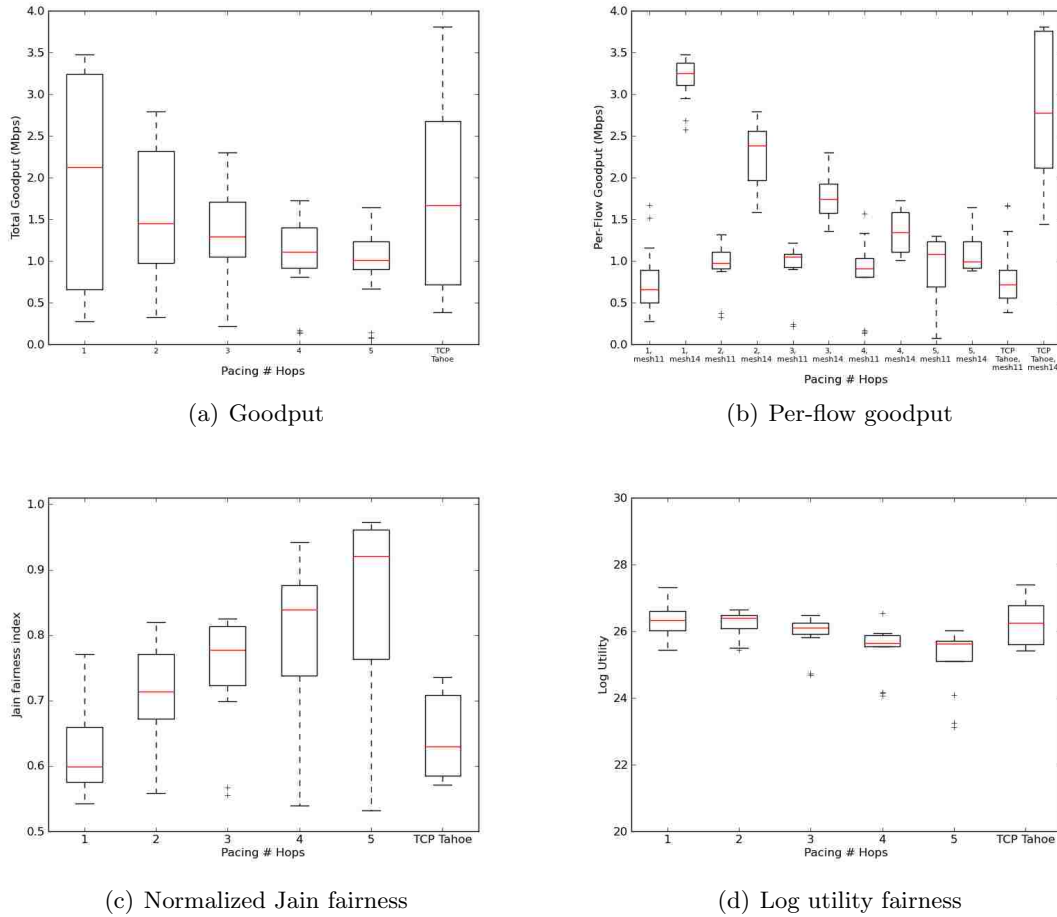 4.0
3.5
3.0
2.5
2.0
1.5
1.0
0.5
0.0
Total Goodput (Mbps)
1
2
3
4
5
TCP
Tahoe
Pacing # Hops
(a) Goodput
4.0
3.5
3.0
2.5
2.0
1.5
1.0
0.5
0.0
Per-Flow Goodput (Mbps)
1,
mesh11
1,
mesh14
2,
mesh11
2,
mesh14
3,
mesh11
3,
mesh14
4,
mesh11
4,
mesh14
5,
mesh11
5,
mesh14
TCP
Tahoe,
mesh11
TCP
Tahoe,
mesh14
Pacing # Hops
(b) Per-flow goodput
1.0
0.9
0.8
0.7
0.6
0.5
Jain fairness index
1
2
3
4
5
TCP Tahoe
Pacing # Hops
(c) Normalized Jain fairness
30
28
26
24
22
20
Log Utility
1
2
3
4
5
TCP Tahoe
Pacing # Hops
(d) Log utility fairness